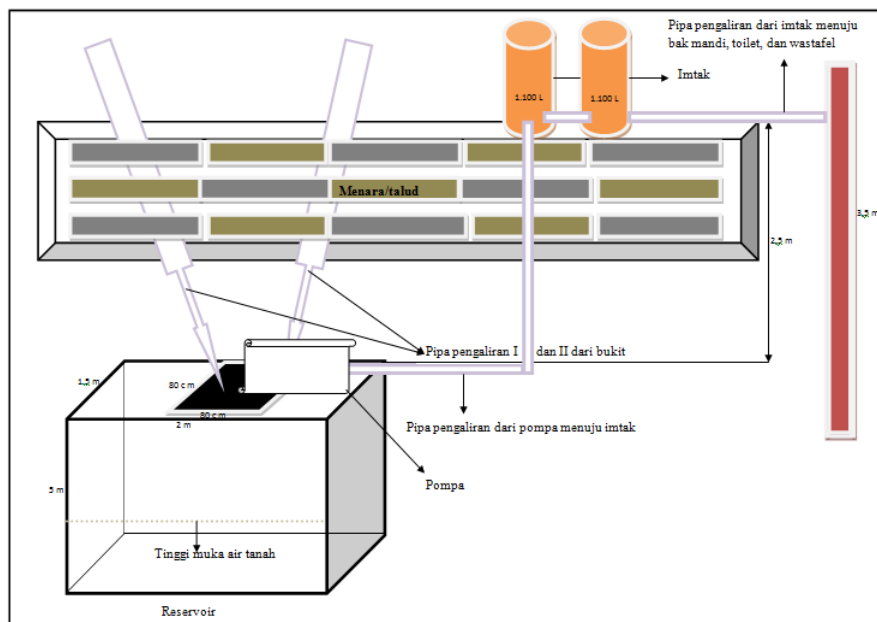 Pipa pengaliran dari imtak menuju
bak mandi, toilet, dan wastafel
Imtak
1.100 L
1.100 L
Menara/talud
3,5 m
2,5 m
Pipa pengaliran I
dan II dari bukit
1,5 m
80 cm
80 cm
2 m
Pipa pengaliran dari pompa menuju imtak
3 m
Pompa
Tinggi muka air tanah
Reservoir